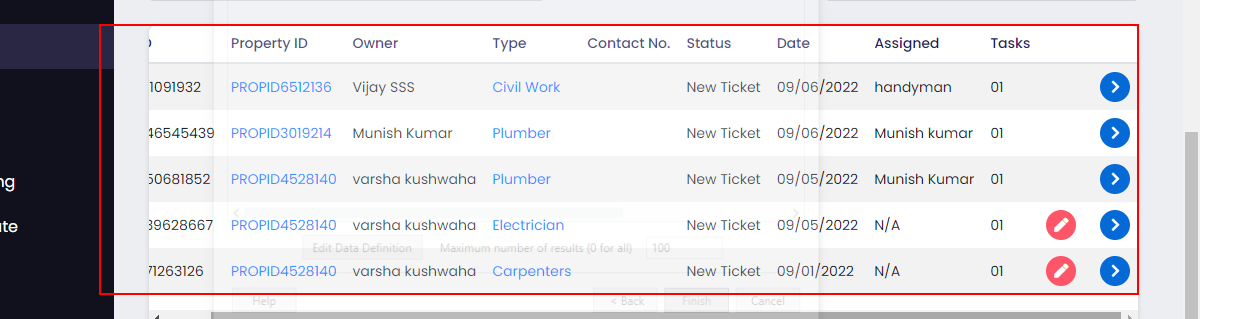 Property ID Owner Type Contact No. Status Date Assigned Tasks
1091932 PROPID6512136 Vijay SSS Civil Work New Ticket 09/06/2022 handyman 01
46545439 PROPID3019214 Munish Kumar Plumber New Ticket 09/06/2022 Munish kumar 01
50681852 PROPID4528140 varsha kushwaha Plumber New Ticket 09/05/2022 Munish Kumar 01
ng
39628667 PROPID4528140 varsha kushwaha Electrician New Ticket 09/05/2022 N/A 01
ate
Edit Data Definition Maximum number of results (0 for all) 100
71263126 PROPID4528140 varsha kushwaha Carpenters New Ticket 09/01/2022 N/A 01
Help < Back Finish Cancel